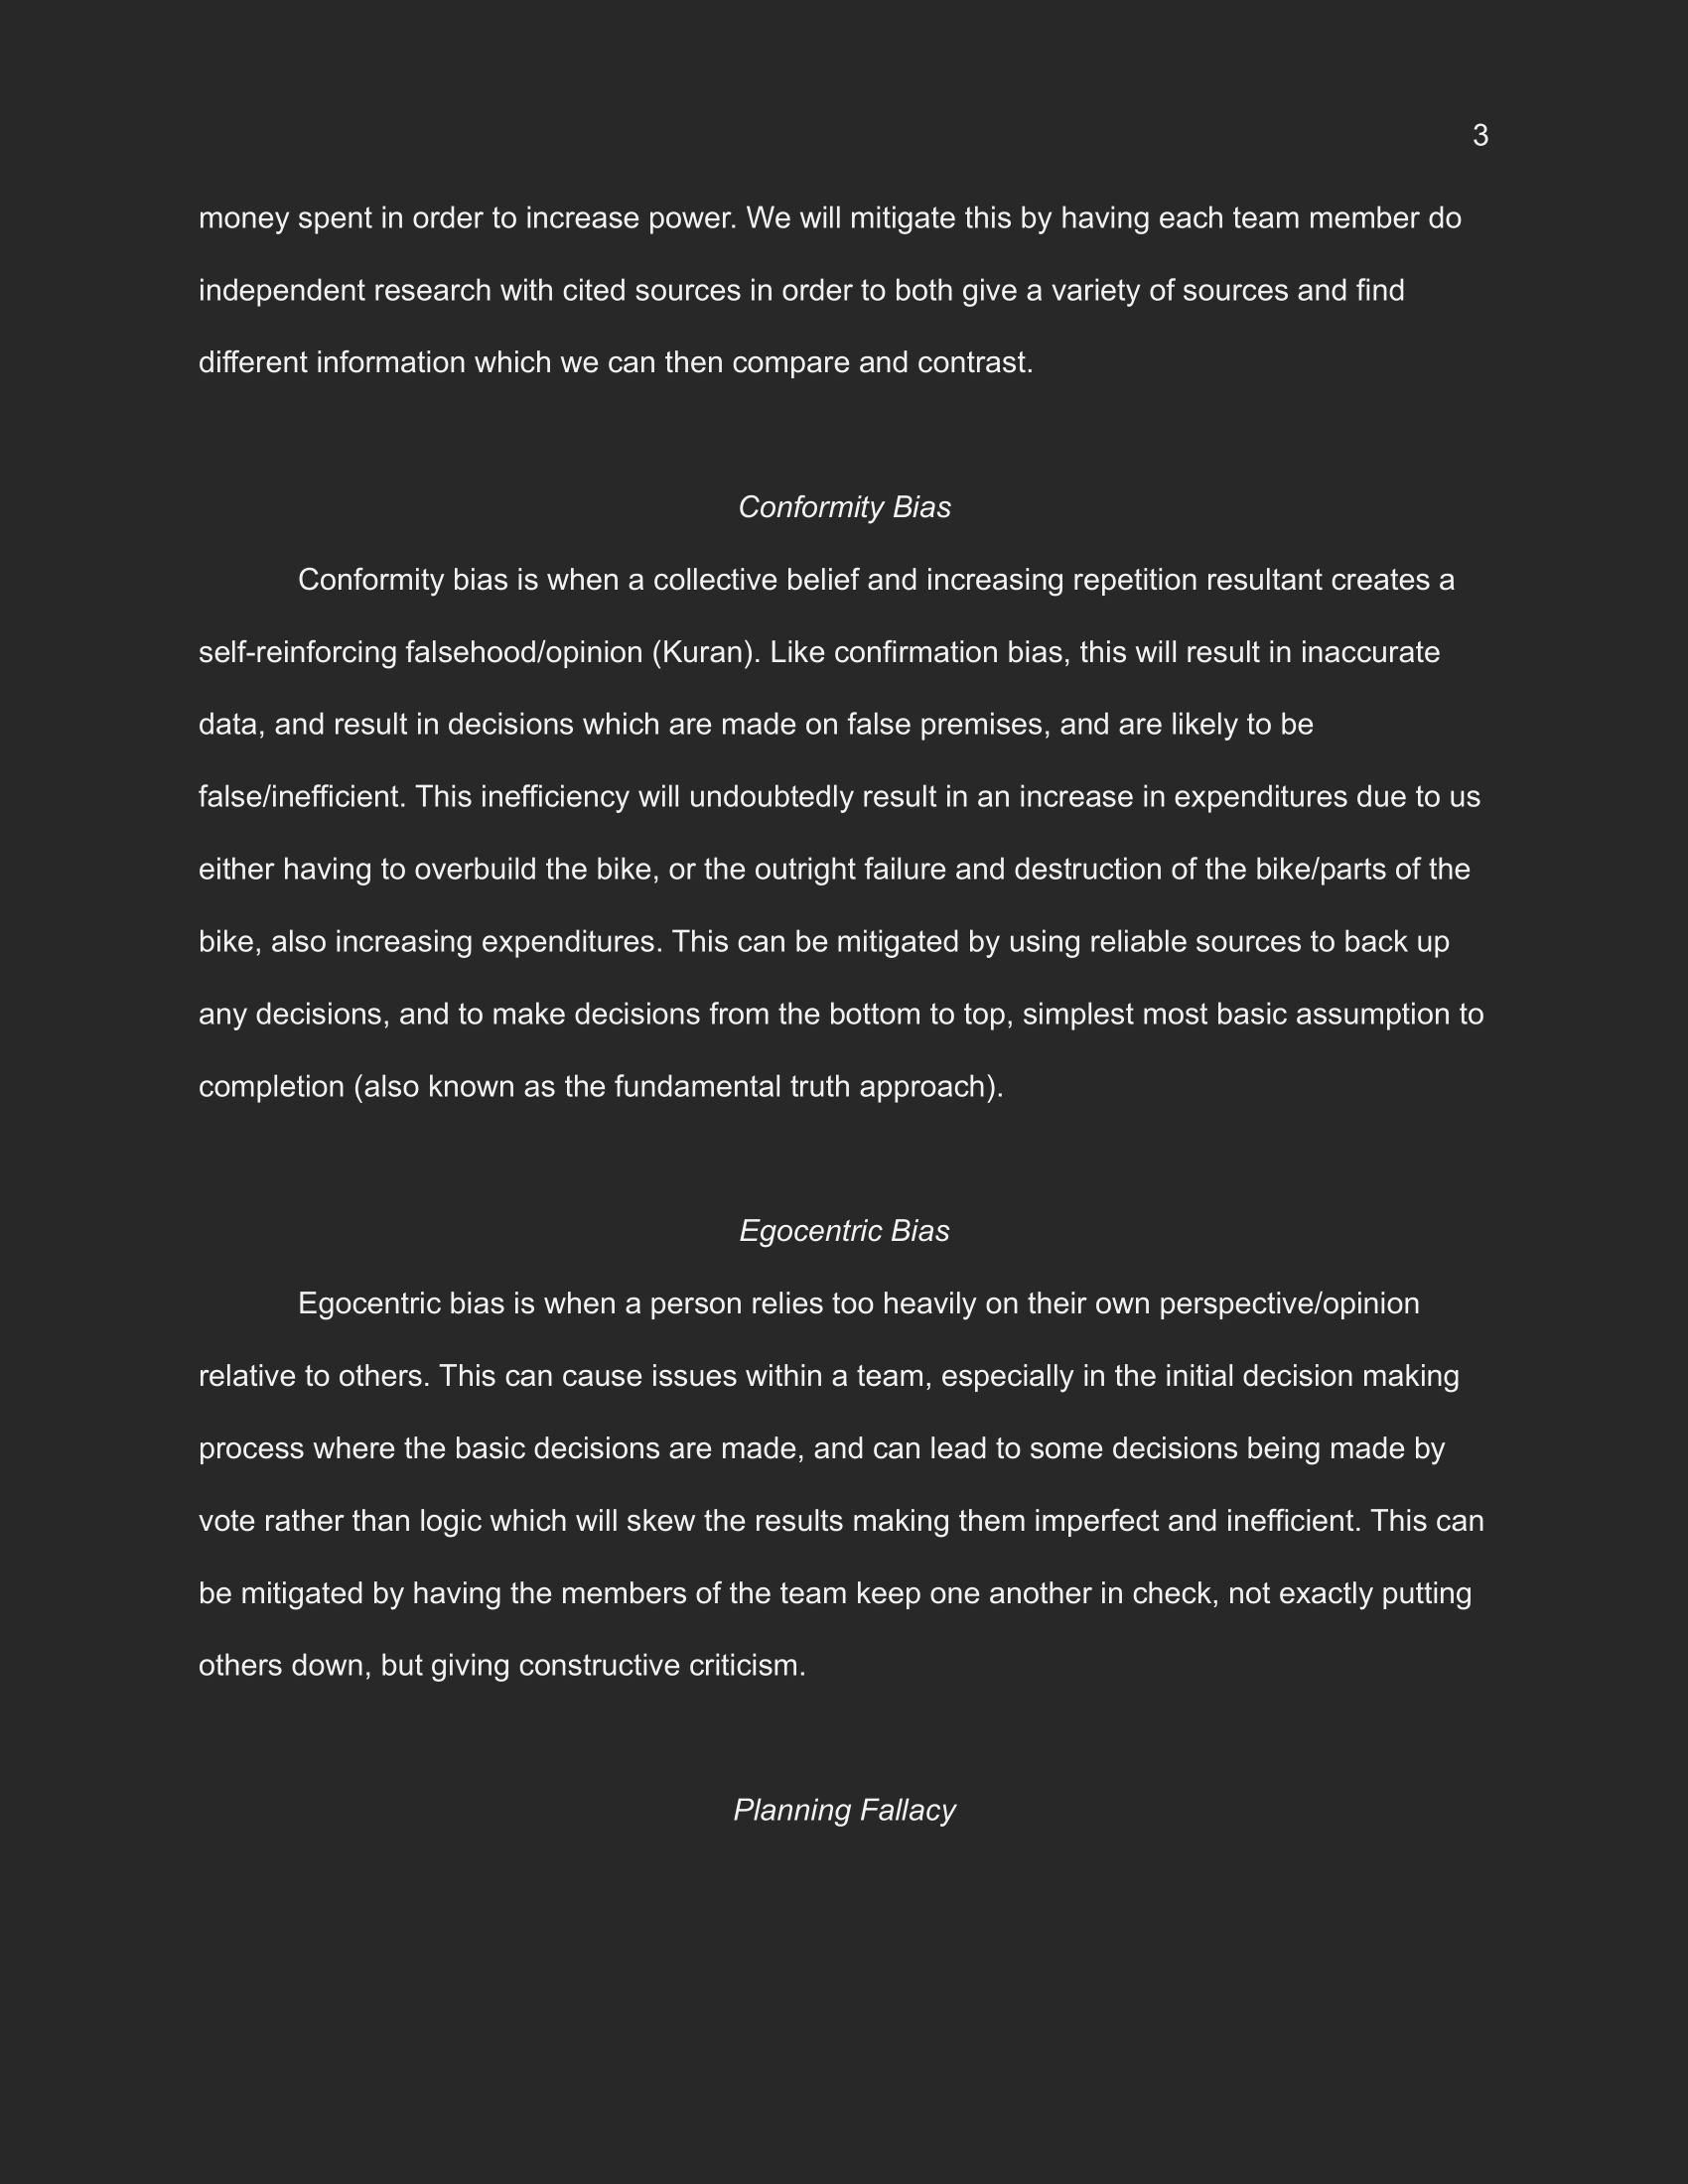 3
money spent in order to increase power. We will mitigate this by having each team member do
independent research with cited sources in order to both give a variety of sources and find
different information which we can then compare and contrast.
Conformity Bias
Conformity bias is when a collective belief and increasing repetition resultant creates a
self-reinforcing falsehood/opinion (Kuran). Like confirmation bias, this will result in inaccurate
data, and result in decisions which are made on false premises, and are likely to be
false/inefficient. This inefficiency will undoubtedly result in an increase in expenditures due to us
either having to overbuild the bike, or the outright failure and destruction of the bike/parts of the
bike, also increasing expenditures. This can be mitigated by using reliable sources to back up
any decisions, and to make decisions from the bottom to top, simplest most basic assumption to
completion (also known as the fundamental truth approach).
Egocentric Bias
Egocentric bias is when a person relies too heavily on their own perspective/opinion
relative to others. This can cause issues within a team, especially in the initial decision making
process where the basic decisions are made, and can lead to some decisions being made by
vote rather than logic which will skew the results making them imperfect and inefficient. This can
be mitigated by having the members of the team keep one another in check, not exactly putting
others down, but giving constructive criticism.
Planning Fallacy